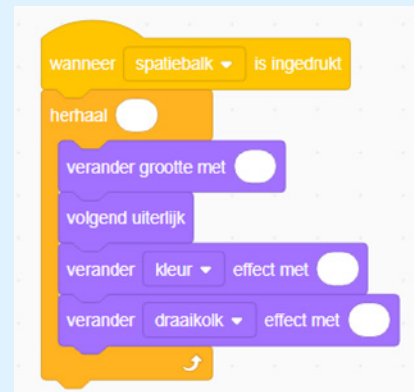 wanneer spatiebalk is ingedrukt
herhaal
verander grootte met
volgend uiterlijk
verander kleur effect met
verander draaikolk effect met